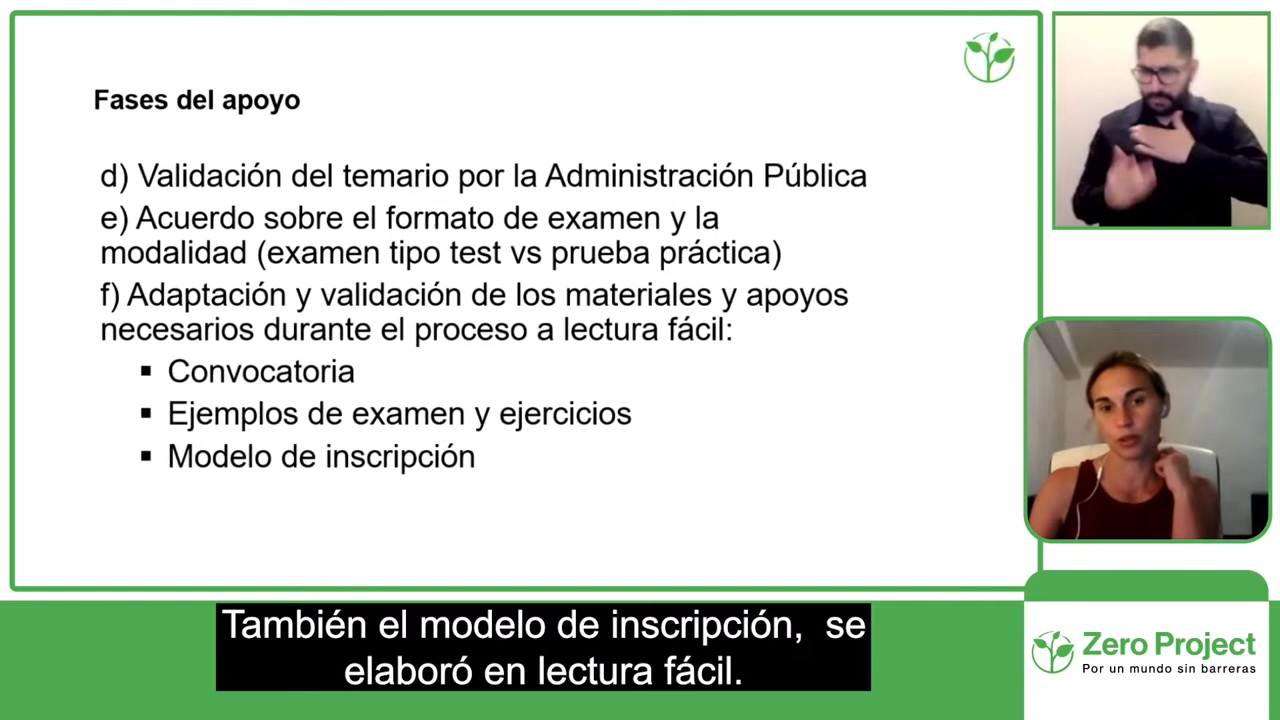 Fases del apoyo
d) Validación del temario por la Administración Pública
e) Acuerdo sobre el formato de examen y la
modalidad (examen tipo test vs prueba práctica)
f) Adaptación y validación de los materiales y apoyos
necesarios durante el proceso a lectura fácil:
▪ Convocatoria
▪ Ejemplos de examen y ejercicios
▪ Modelo de inscripción
También el modelo de inscripción, se
elaboró en lectura fácil.
Zero Project
Por un mundo sin barreras